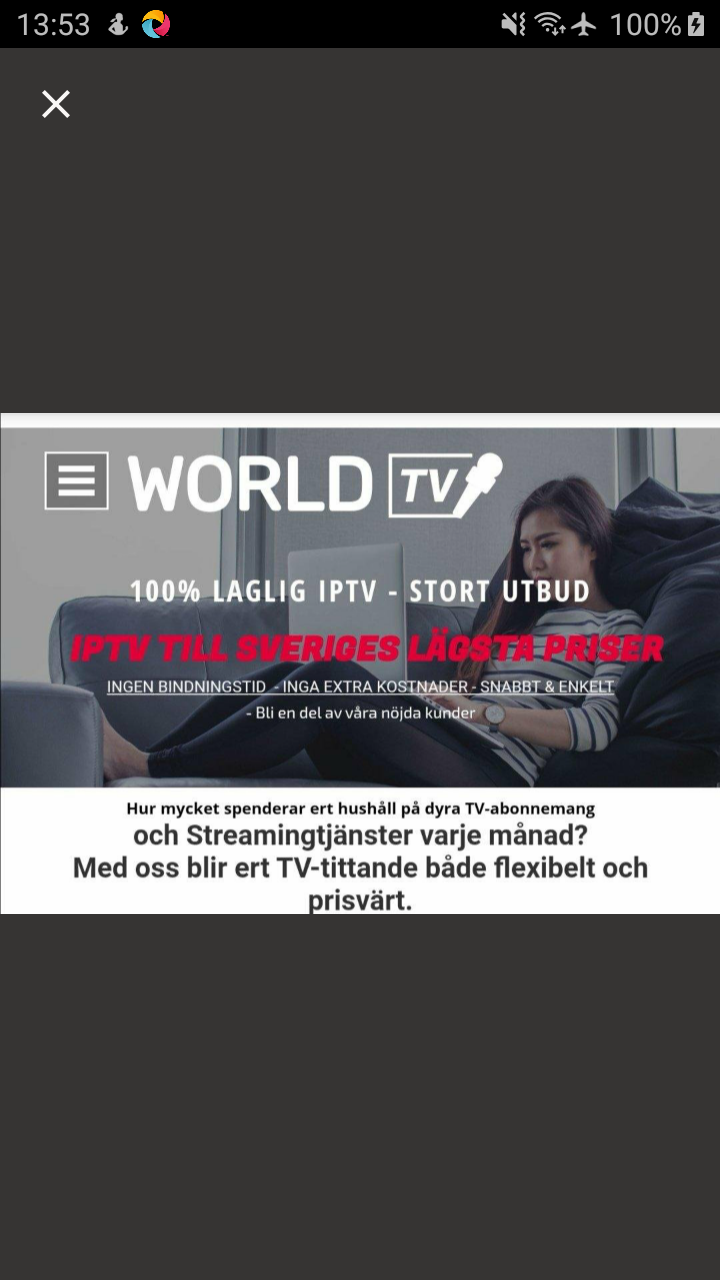 13:53
100%
WORLD TV
100% LAGLIG IPTV - STORT UTBUD
IPTV TILL SVERIGES LÄGSTA PRISER
INGEN BINDNINGSTID - INGA EXTRA KOSTNADER - SNABBT & ENKELT
- Bli en del av våra nöjda kunder
Hur mycket spenderar ert hushåll på dyra TV-abonnemang
och Streamingtjänster varje månad?
Med oss blir ert TV-tittande både flexibelt och
prisvärt.